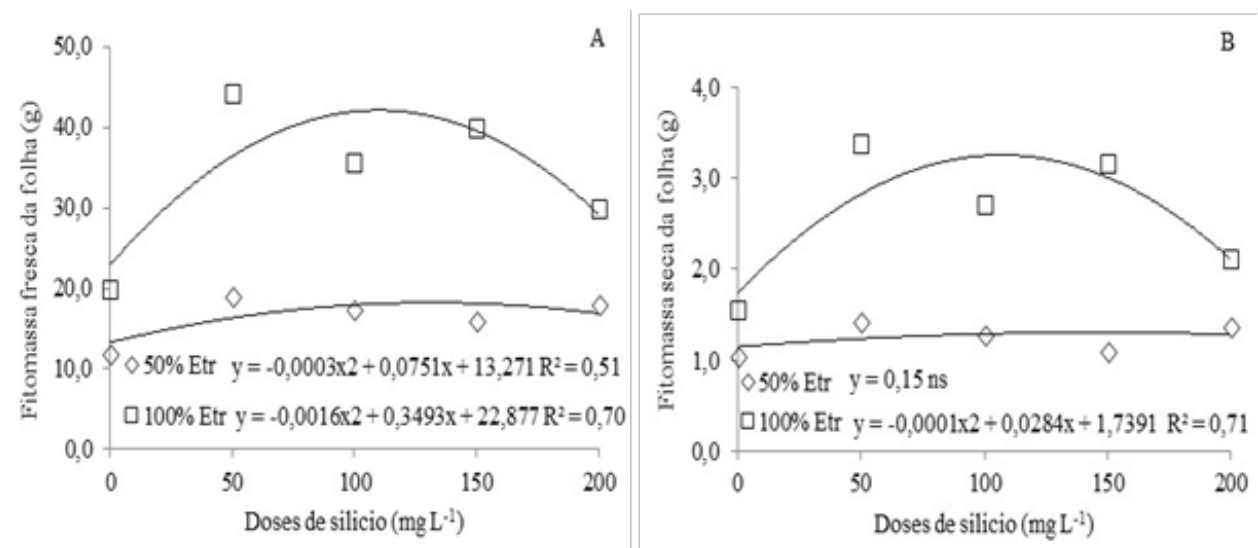 A
50,0
40,0
30,0
20,0
10,0
0,0
Fitomassa fresca da folha (g)
50% Etr y = -0,0003x2 + 0,0751x + 13,271 R² = 0,51
100% Etr y = -0,0016x2 + 0,3493x + 22,877 R² = 0,70
0 50 100 150 200
Doses de silicio (mg L-1)
B
4,0
3,0
2,0
1,0
0,0
Fitomassa seca da folha (g)
50% Etr y = 0,15 ns
100% Etr y = -0,0001x2 + 0,0284x + 1,7391 R² = 0,71
0 50 100 150 200
Doses de silicio (mg L-1)